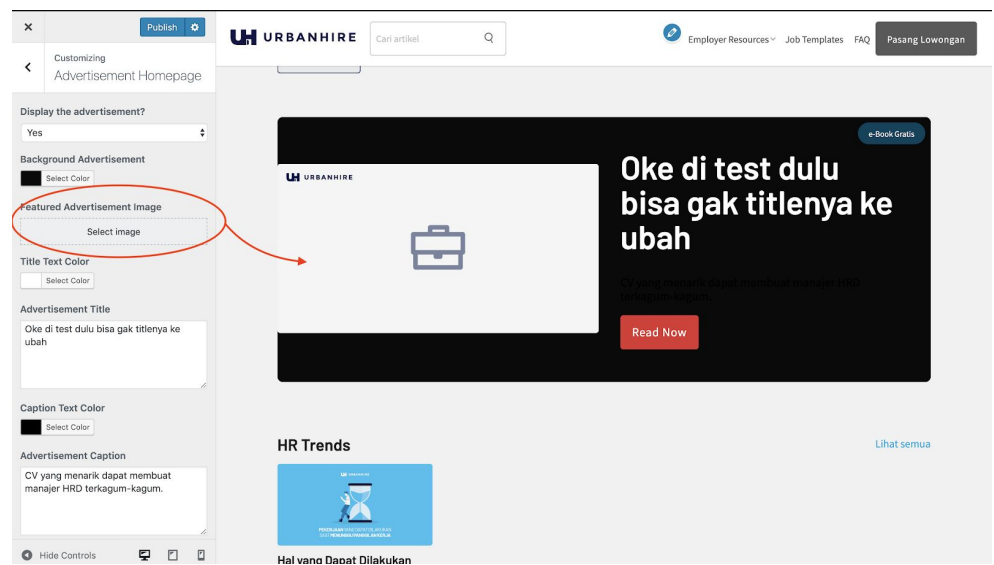 Publish
Customizing
Advertisement Homepage
Display the advertisement?
Yes
Background Advertisement
Select Color
Featured Advertisement Image
Select image
Title Text Color
Select Color
Advertisement Title
Oke di test dulu bisa gak titlenya ke
ubah
Caption Text Color
Select Color
Advertisement Caption
CV yang menarik dapat membuat
manajer HRD terkagum-kagum.
Hide Controls
URBANHIRE
Cari artikel
Employer Resources
Job Templates
FAQ
Pasang Lowongan
e-Book Gratis
URBANHIRE
Oke di test dulu
bisa gak titlenya ke
ubah
CV yang menarik dapat membuat manajer HRD
terkagum-kagum.
Read Now
HR Trends
Lihat semua
URBANHIRE
Hal yang Dapat Dilakukan